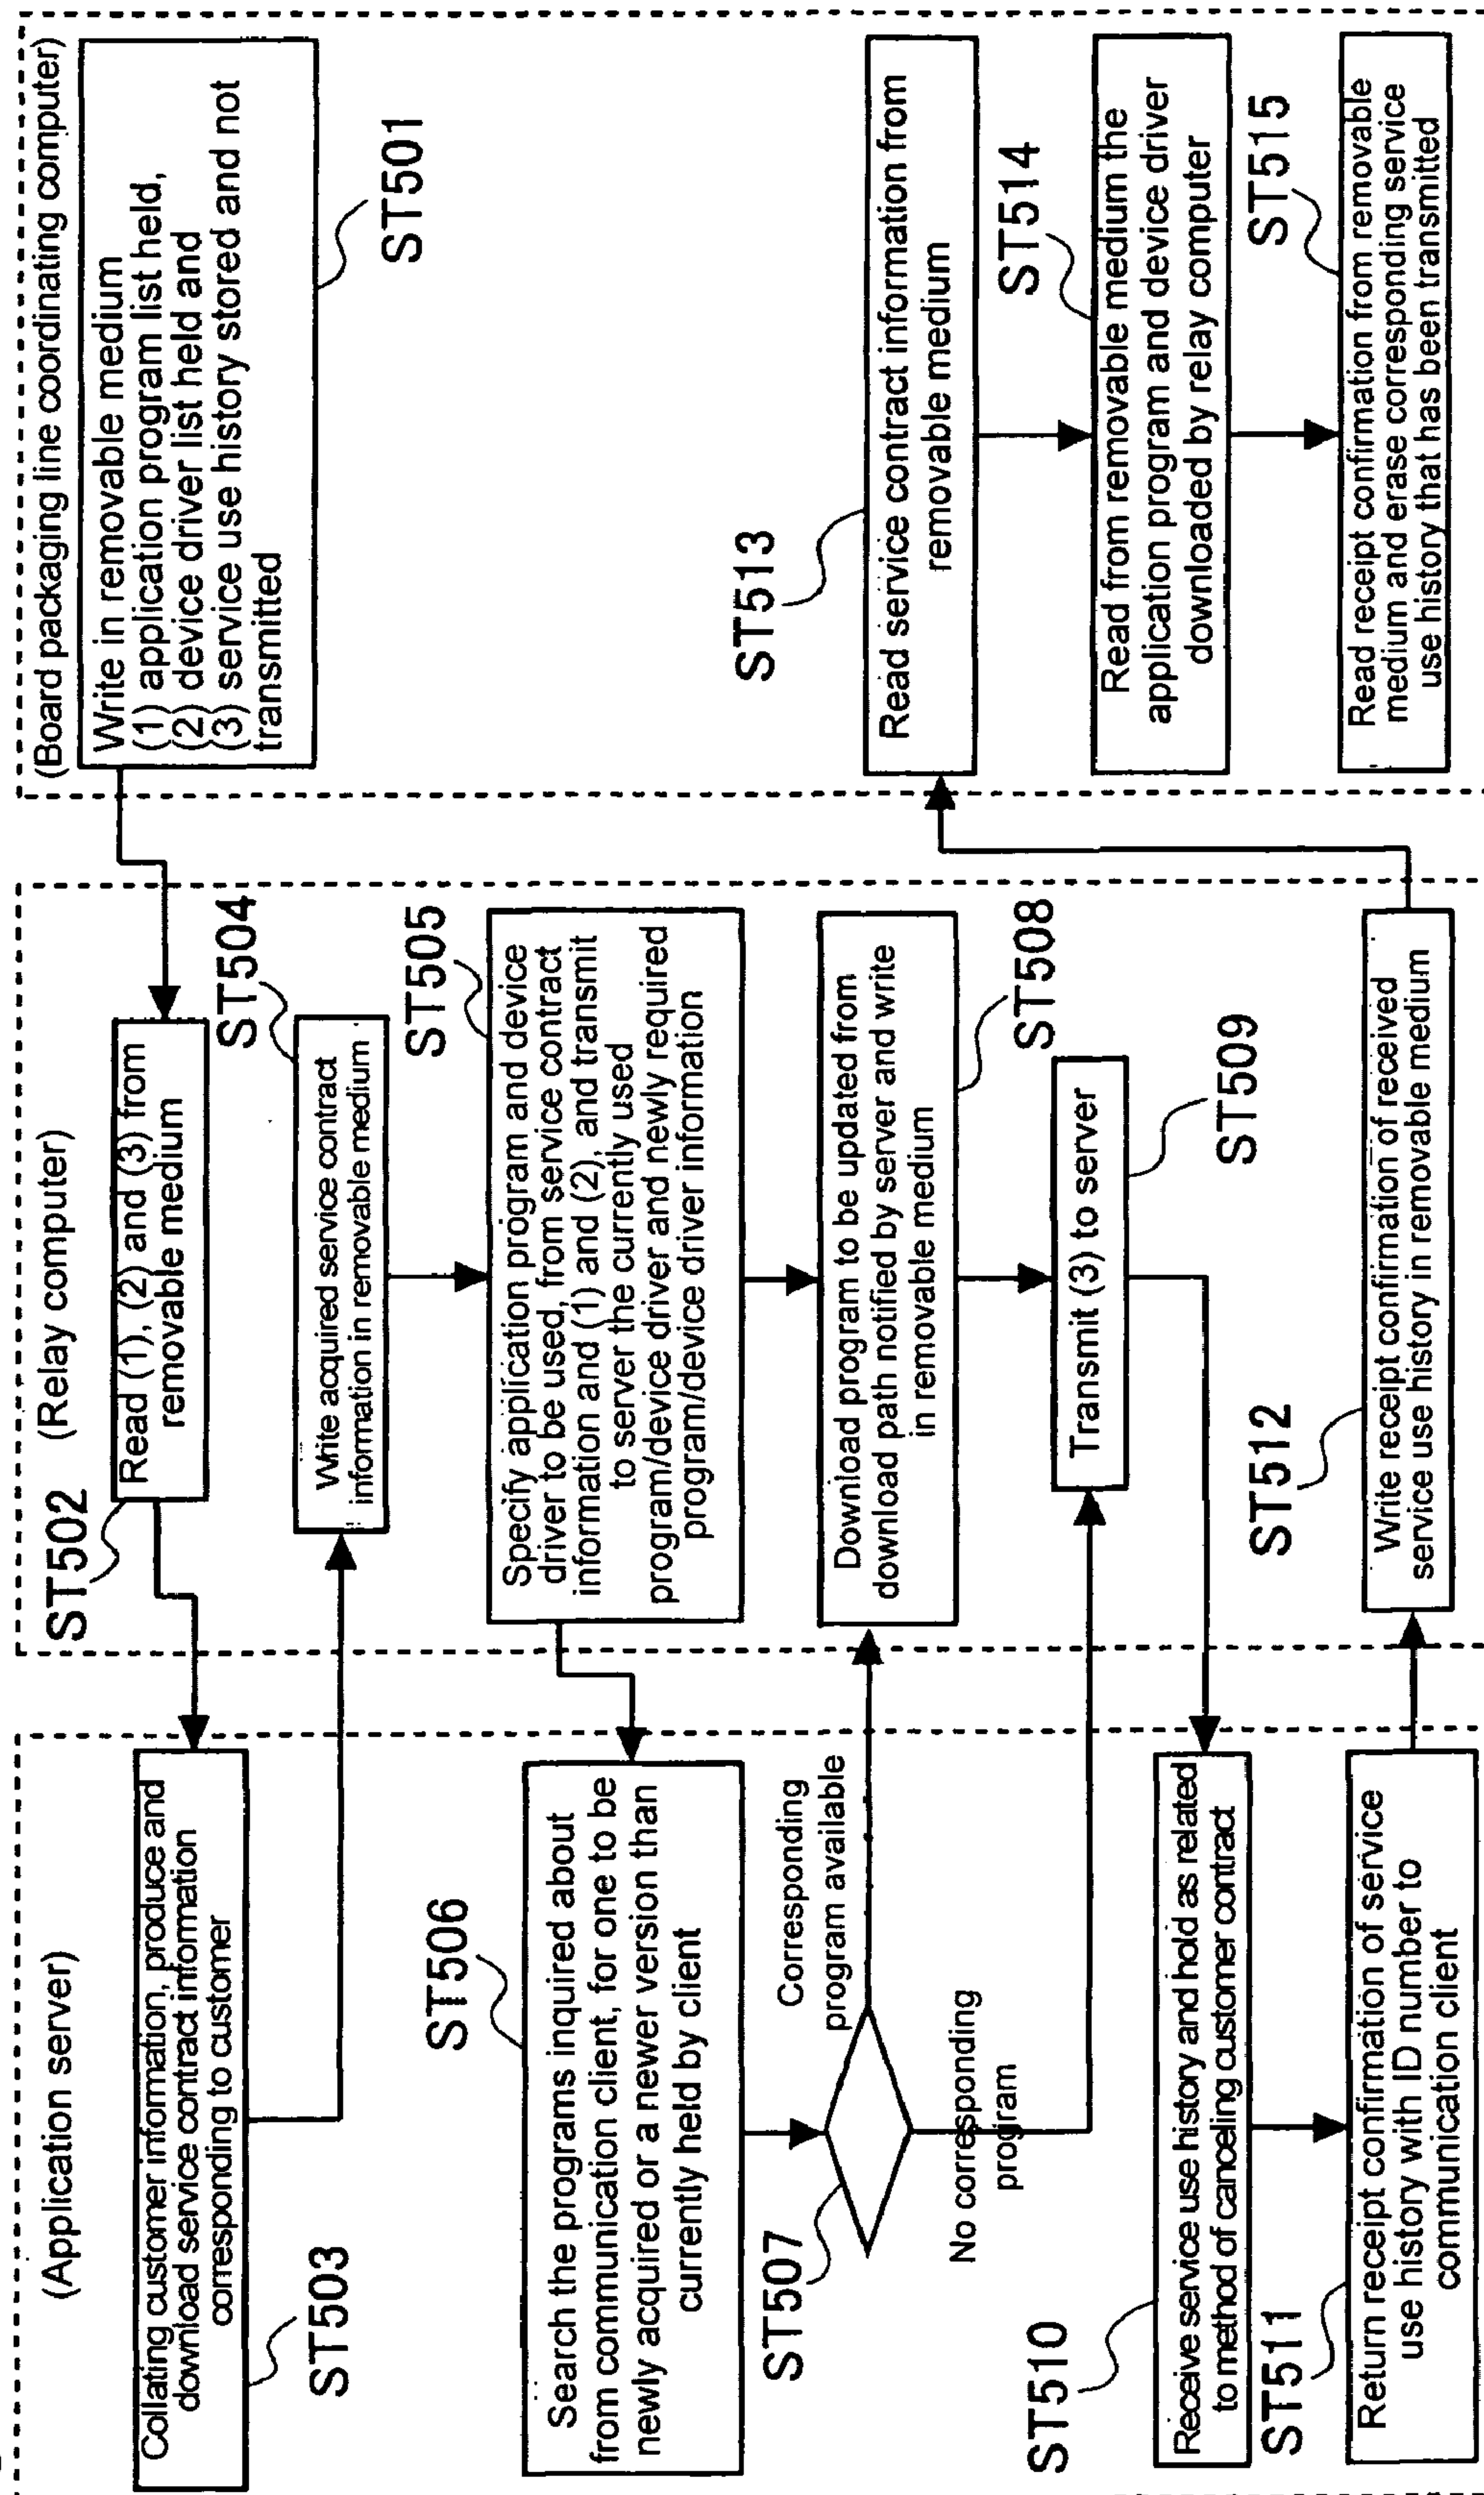 (Application server)
Collating customer information, produce and
download service contract infomation
corresponding to customer
ST503
Search the programs inquired about
from communication client, for one to be
newly acquired or a newer version than
currently held by client
ST506
ST507
Corresponding
program available
No corresponding
program
ST510
Receive service use history and hold as related
to method of canceling customer contract
ST511
Return receipt confirmation of service
use history with ID number to
communication client
(Relay computer)
ST502
Read (1), (2) and (3) from
removable medium
ST504
Write acquired service contract
information in removable medium
ST505
Specify application program and device
driver to be used, from service contract
information and (1) and (2), and transmit
to server the currently used
program/device driver and newly required
program/device driver information
Download program to be updated from
download path notified by server and write
in removable medium
ST508
Transmit (3) to server
ST509
ST512
Write receipt confirmation of received
service use history in removable medium
(Board packaging line coordinating computer)
Write in removable medium
(1) application program list held,
(2) device driver list held and
(3) service use history stored and not
transmitted
ST501
ST513
Read service contract information from
removable medium
ST514
Read from removable medium the
application program and device driver
downloaded by relay computer
ST515
Read receipt confirmation from removable
medium and erase corresponding service
use history that has been transmitted